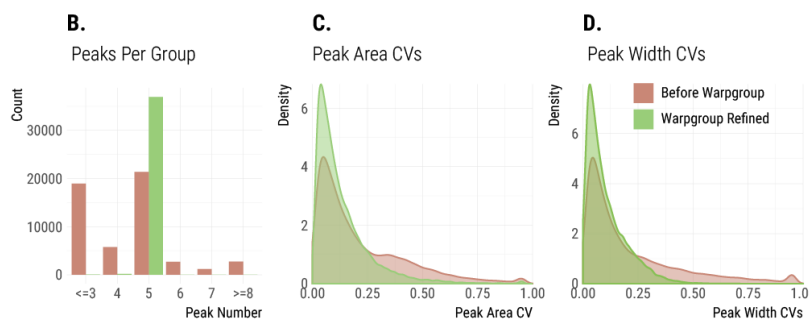 B.
Peaks Per Group
Count
30000
20000
10000
0
<=3 4 5 6 7 >=8
Peak Number
C.
Peak Area CVs
Density
6
4
2
0
0.00 0.25 0.50 0.75 1.00
Peak Area CV
D.
Peak Width CVs
Before Warpgroup
Warpgroup Refined
Density
6
4
2
0
0.00 0.25 0.50 0.75 1.0
Peak Width CVs